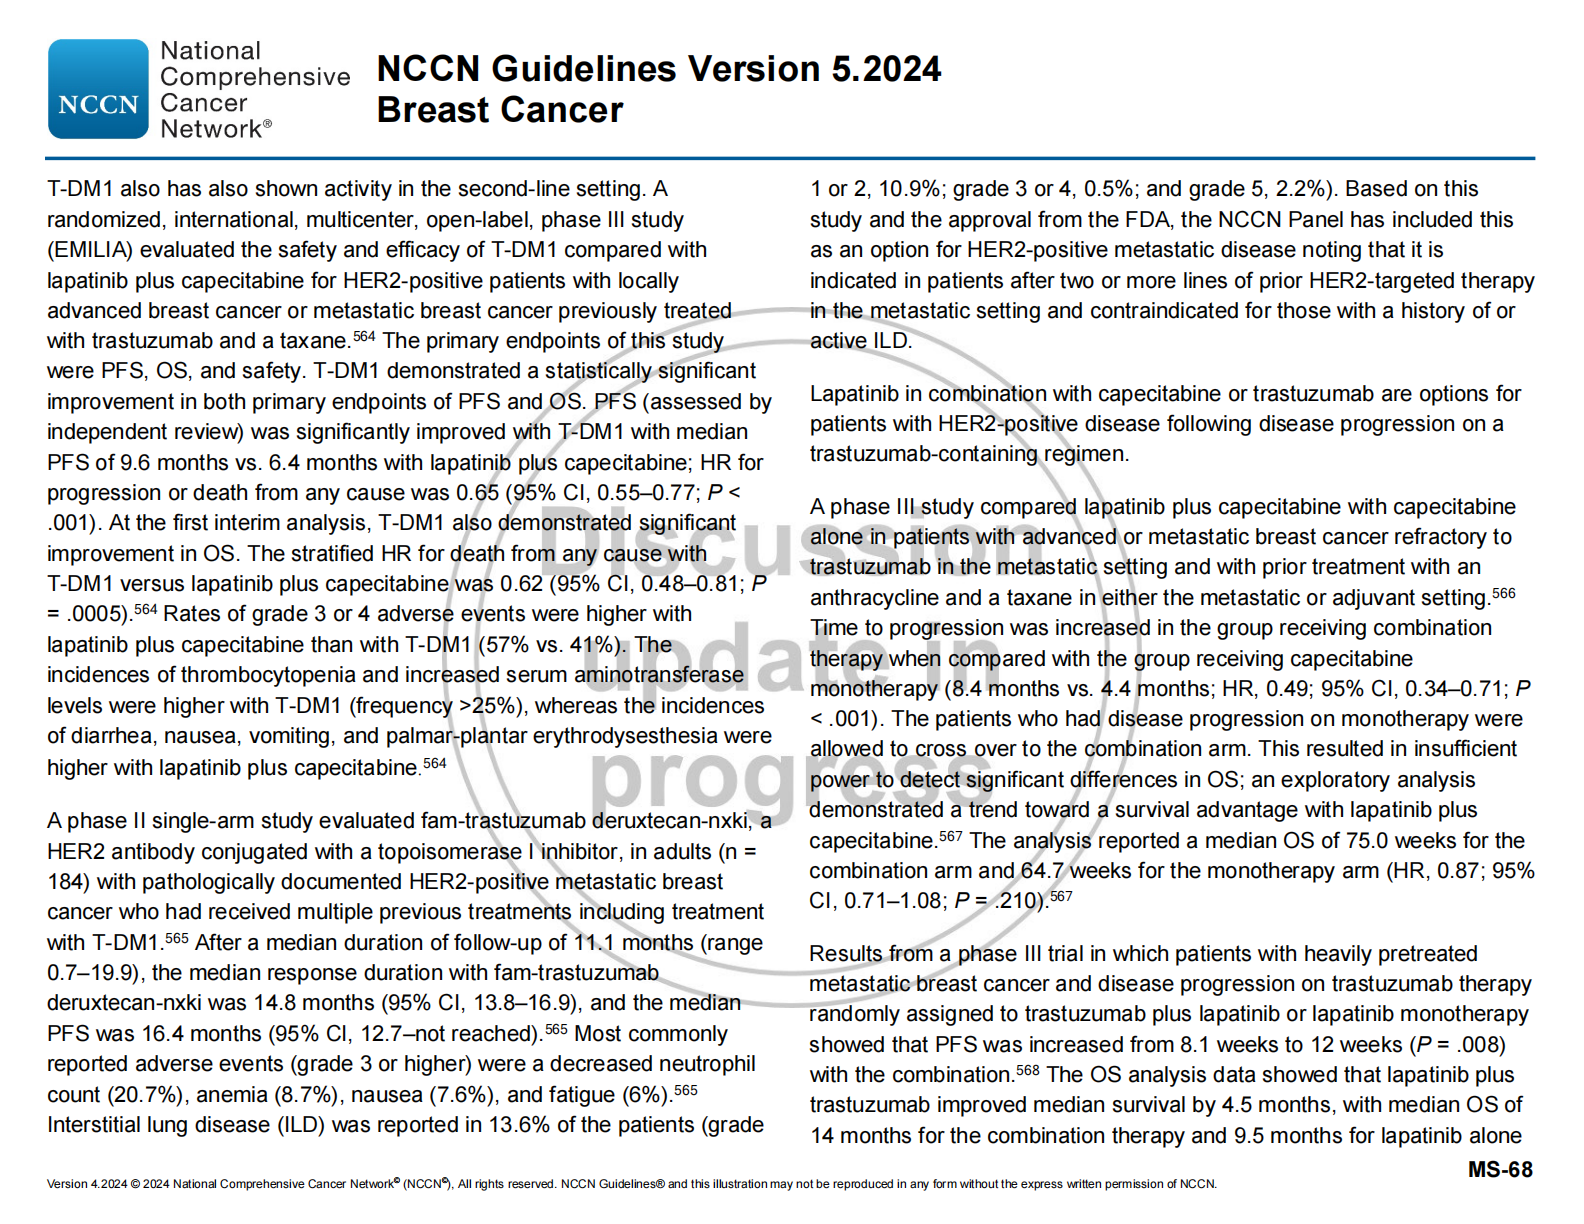 National
Comprehensive
Cancer
Network®
NCCN
NCCN Guidelines Version 5.2024
Breast Cancer
T-DM1 also has also shown activity in the second-line setting. A
randomized, international, multicenter, open-label, phase III study
(EMILIA) evaluated the safety and efficacy of T-DM1 compared with
lapatinib plus capecitabine for HER2-positive patients with locally
advanced breast cancer or metastatic breast cancer previously treated
with trastuzumab and a taxane.564 The primary endpoints of this study
were PFS, OS, and safety. T-DM1 demonstrated a statistically significant
improvement in both primary endpoints of PFS and OS. PFS (assessed by
independent review) was significantly improved with T-DM1 with median
PFS of 9.6 months vs. 6.4 months with lapatinib plus capecitabine; HR for
progression or death from any cause was 0.65 (95% CI, 0.55–0.77; P <
.001). At the first interim analysis, T-DM1 also demonstrated significant
improvement in OS. The stratified HR for death from any cause with
T-DM1 versus lapatinib plus capecitabine was 0.62 (95% CI, 0.48–0.81; P
= .0005).564 Rates of grade 3 or 4 adverse events were higher with
lapatinib plus capecitabine than with T-DM1 (57% vs. 41%). The
incidences of thrombocytopenia and increased serum aminotransferase
levels were higher with T-DM1 (frequency >25%), whereas the incidences
of diarrhea, nausea, vomiting, and palmar-plantar erythrodysesthesia were
higher with lapatinib plus capecitabine.564
A phase II single-arm study evaluated fam-trastuzumab deruxtecan-nxki, a
HER2 antibody conjugated with a topoisomerase I inhibitor, in adults (n =
184) with pathologically documented HER2-positive metastatic breast
cancer who had received multiple previous treatments including treatment
with T-DM1.565 After a median duration of follow-up of 11.1 months (range
0.7–19.9), the median response duration with fam-trastuzumab
deruxtecan-nxki was 14.8 months (95% CI, 13.8–16.9), and the median
PFS was 16.4 months (95% CI, 12.7–not reached).565 Most commonly
reported adverse events (grade 3 or higher) were a decreased neutrophil
count (20.7%), anemia (8.7%), nausea (7.6%), and fatigue (6%).565
Interstitial lung disease (ILD) was reported in 13.6% of the patients (grade
1 or 2, 10.9%; grade 3 or 4, 0.5%; and grade 5, 2.2%). Based on this
study and the approval from the FDA, the NCCN Panel has included this
as an option for HER2-positive metastatic disease noting that it is
indicated in patients after two or more lines of prior HER2-targeted therapy
in the metastatic setting and contraindicated for those with a history of or
active ILD.
Lapatinib in combination with capecitabine or trastuzumab are options for
patients with HER2-positive disease following disease progression on a
trastuzumab-containing regimen.
A phase III study compared lapatinib plus capecitabine with capecitabine
alone in patients with advanced or metastatic breast cancer refractory to
trastuzumab in the metastatic setting and with prior treatment with an
anthracycline and a taxane in either the metastatic or adjuvant setting.566
Time to progression was increased in the group receiving combination
therapy when compared with the group receiving capecitabine
monotherapy (8.4 months vs. 4.4 months; HR, 0.49; 95% CI, 0.34–0.71; P
< .001). The patients who had disease progression on monotherapy were
allowed to cross over to the combination arm. This resulted in insufficient
power to detect significant differences in OS; an exploratory analysis
demonstrated a trend toward a survival advantage with lapatinib plus
capecitabine.567 The analysis reported a median OS of 75.0 weeks for the
combination arm and 64.7 weeks for the monotherapy arm (HR, 0.87; 95%
CI, 0.71–1.08; P = .210).567
Results from a phase III trial in which patients with heavily pretreated
metastatic breast cancer and disease progression on trastuzumab therapy
randomly assigned to trastuzumab plus lapatinib or lapatinib monotherapy
showed that PFS was increased from 8.1 weeks to 12 weeks (P = .008)
with the combination.568 The OS analysis data showed that lapatinib plus
trastuzumab improved median survival by 4.5 months, with median OS of
14 months for the combination therapy and 9.5 months for lapatinib alone
Discussion
update in
progress
MS-68
Version 4.2024 © 2024 National Comprehensive Cancer Network© (NCCN©), All rights reserved. NCCN Guidelines® and this illustration may not be reproduced in any form without the express written permission of NCCN.